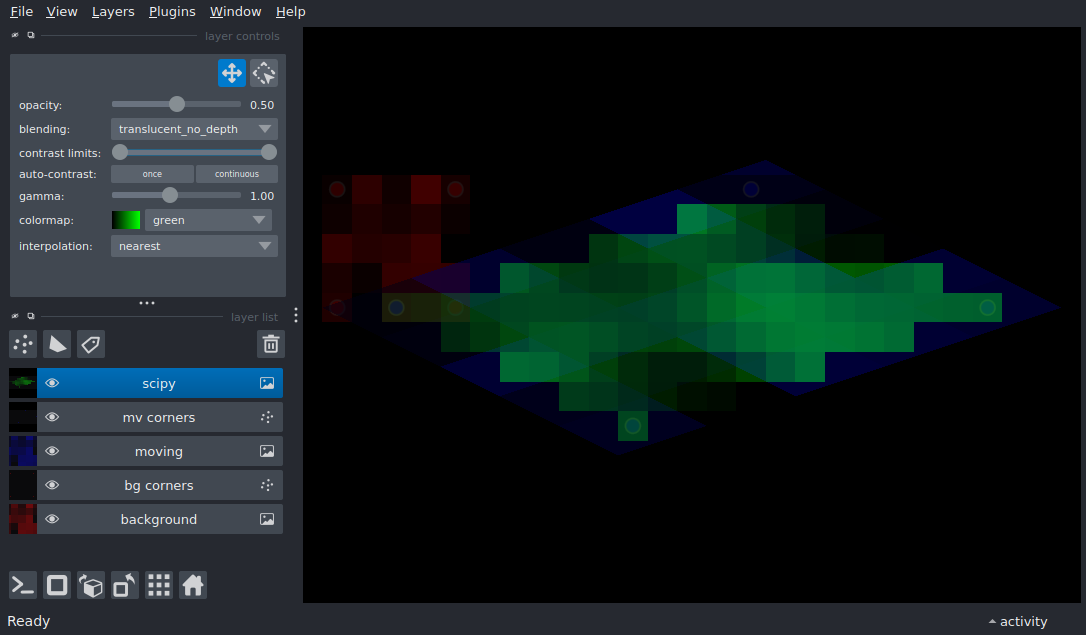 File View Layers Plugins Window Help
layer controls
opacity: 0.50
blending: translucent_no_depth
contrast limits:
auto-contrast: once continuous
gamma: 1.00
colormap: green
interpolation: nearest
layer list
scipy
mv corners
moving
bg corners
background
Ready activity